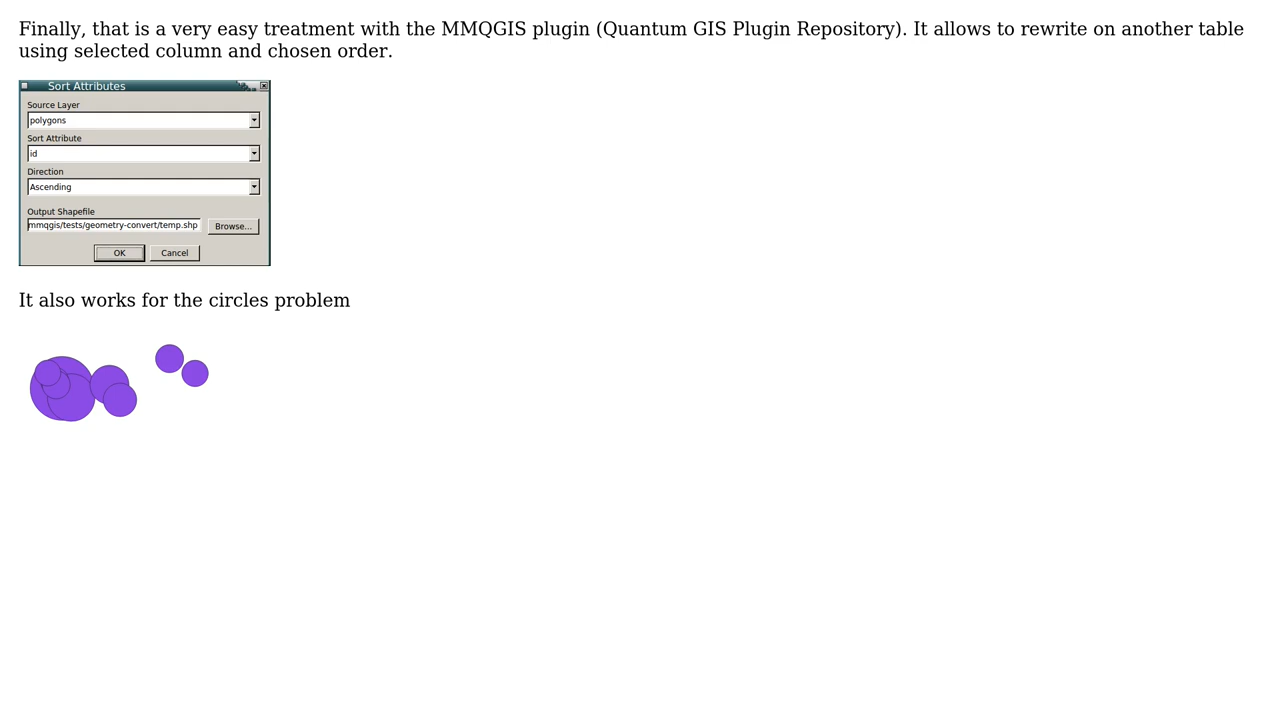 Finally, that is a very easy treatment with the MMQGIS plugin (Quantum GIS Plugin Repository). It allows to rewrite on another table
using selected column and chosen order.
Sort Attributes
Source Layer
polygons
Sort Attribute
id
Direction
Ascending
Output Shapefile
mmqgis/tests/geometry-convert/temp.shp Browse...
OK Cancel
It also works for the circles problem